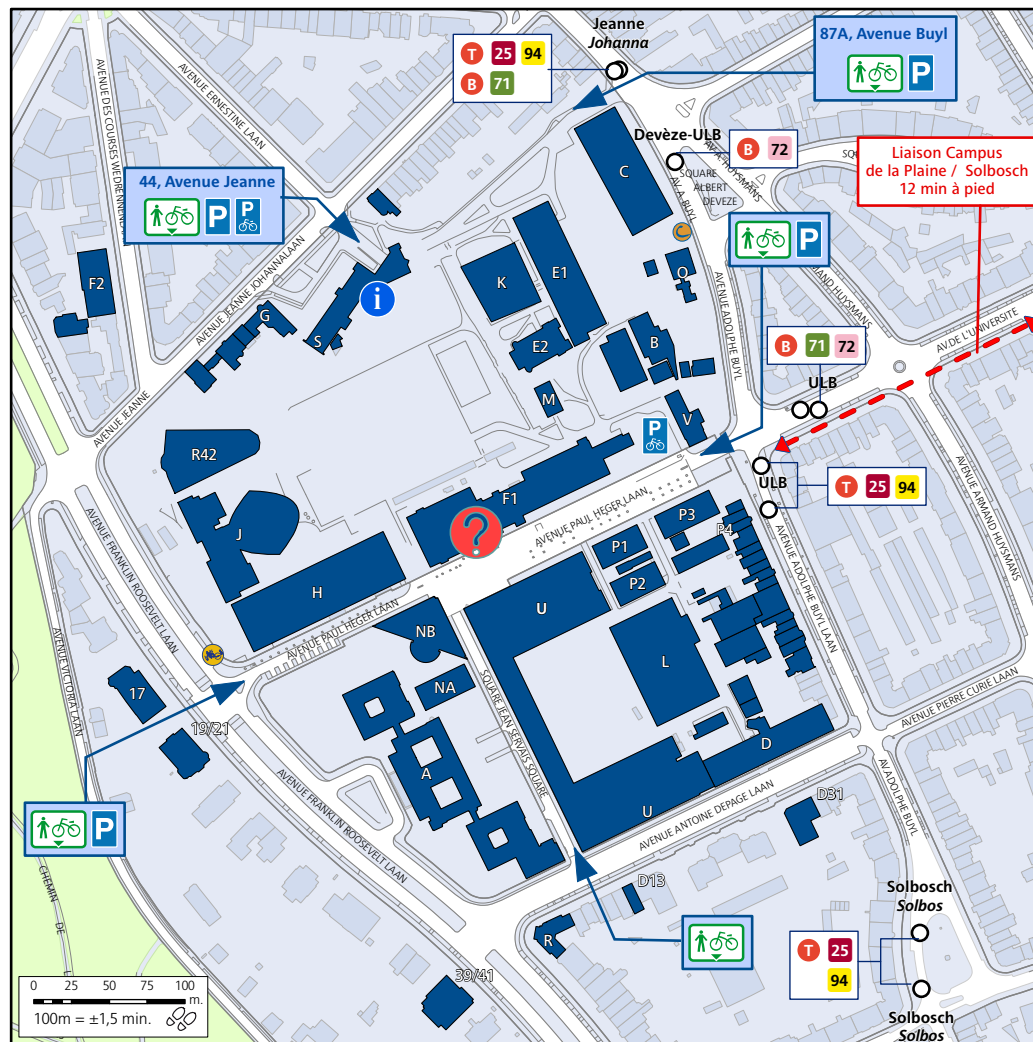 Jeanne
Johanna
T 25 94
B 71
87A, Avenue Buyl
P
Devèze-ULB
B 72
Liaison Campus
de la Plaine / Solbosch
12 min à pied
44, Avenue Jeanne
P P
P
AVENUE DES COURSES WEDRENNENLAAN
AVENUE ERNESTINE LAAN
AVENUE JEANNE JOHANNALAAN
AVENUE JEANNE
SQUARE
ALBERT
DEVEZE
AV. A. BUYL
AV. A. HUYSMANS
SQ
AVENUE ADOLPHE BUYL
ARMAND HUYSMANS
AV. DE L'UNIVERSITE
AVENUE ARMAND HUYSMANS
C
F2
K
E1
O
i
G
S
E2
B
M
V
P
B 71 72
ULB
ULB
T 25 94
R42
F1
?
J
H
AVENUE PAUL HEGER LAAN
AVENUE PAUL HEGER LAAN
P3
P4
P1
P2
U
NB
NA
L
A
D
U
AVENUE FRANKLIN ROOSEVELT LAAN
AVENUE VICTORIA LAAN
17
19/21
AVENUE FRANKLIN ROOSEVELT LAAN
SQUARE JEAN SERVAIS SQUARE
AVENUE ADOLPHE BUYL LAAN
AVENUE PIERRE CURIE LAAN
AVENUE ANTOINE DEPAGE LAAN
AV. ADOLPHE BUYL
P
D31
D13
R
39/41
CHEMIN DE L
Solbosch
Solbos
T 25
94
Solbosch
Solbos
0 25 50 75 100
m.
100m = ±1,5 min.